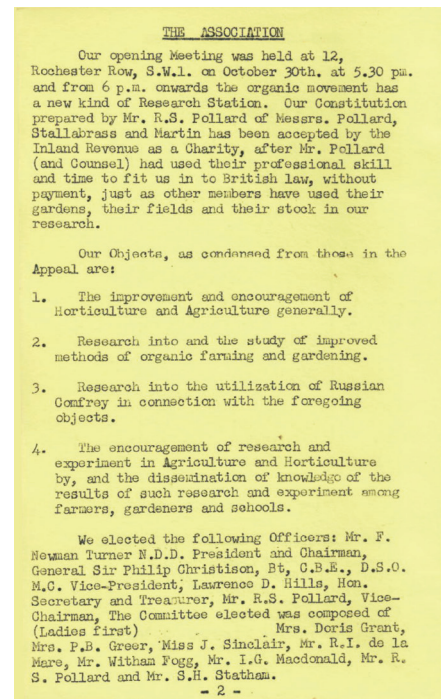 THE ASSOCIATION
Our opening Meeting was held at 12,
Rochester Row, S.W.1. on October 30th. at 5.30 pm.
and from 6 p.m. onwards the organic movement has
a new kind of Research Station. Our Constitution
prepared by Mr. R.S. Pollard of Messrs. Pollard,
Stallabrass and Martin has been accepted by the
Inland Revenue as a Charity, after Mr. Pollard
(and Counsel) had used their professional skill
and time to fit us in to British law, without
payment, just as other members have used their
gardens, their fields and their stock in our
research.
Our Objects, as condensed from those in the
Appeal are:
1. The improvement and encouragement of
Horticulture and Agriculture generally.
2. Research into and the study of improved
methods of organic farming and gardening.
3. Research into the utilization of Russian
Comfrey in connection with the foregoing
objects.
4. The encouragement of research and
experiment in Agriculture and Horticulture
by, and the dissemination of knowledge of the
results of such research and experiment among
farmers, gardeners and schools.
We elected the following Officers: Mr. F.
Newman Turner N.D.D. President and Chairman,
General Sir Philip Christison, Bt, C.B.E., D.S.O.
M.C. Vice-President, Lawrence D. Hills, Hon.
Secretary and Treasurer, Mr. R.S. Pollard, Vice-
Chairman, The Committee elected was composed of
(Ladies first) Mrs. Doris Grant,
Mrs. P.B. Greer, Miss J. Sinclair, Mr. R.I. de la
Mare, Mr. Witham Fogg, Mr. I.G. Macdonald, Mr. R.
S. Pollard and Mr. S.H. Statham.
- 2 -